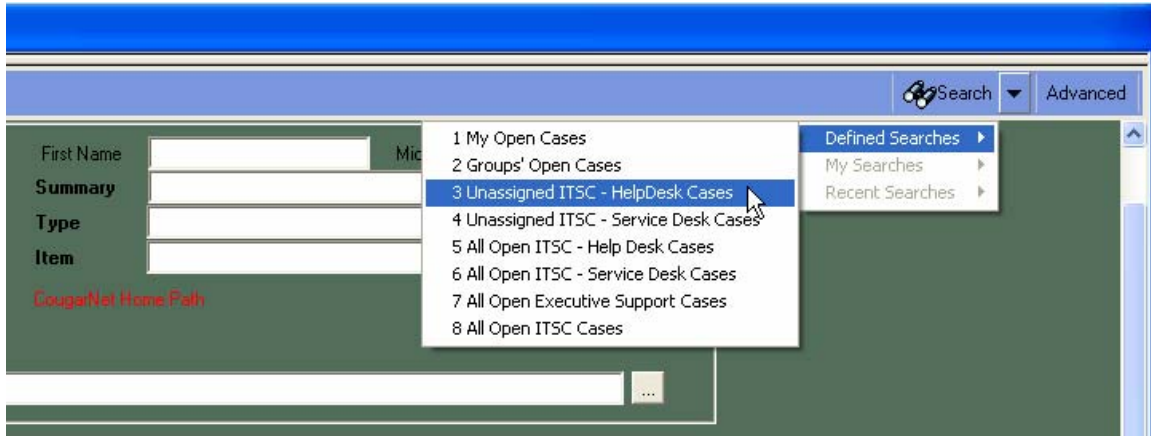 Search Advanced
First Name Mic
Summary
Type
Item
CougarNet Home Path
1 My Open Cases
2 Groups' Open Cases
3 Unassigned ITSC - HelpDesk Cases
4 Unassigned ITSC - Service Desk Cases
5 All Open ITSC - Help Desk Cases
6 All Open ITSC - Service Desk Cases
7 All Open Executive Support Cases
8 All Open ITSC Cases
Defined Searches
My Searches
Recent Searches
...